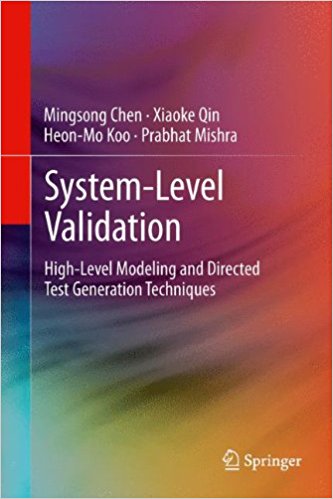 Mingsong Chen · Xiaoke Qin
Heon-Mo Koo · Prabhat Mishra
System-Level
Validation
High-Level Modeling and Directed
Test Generation Techniques
Springer